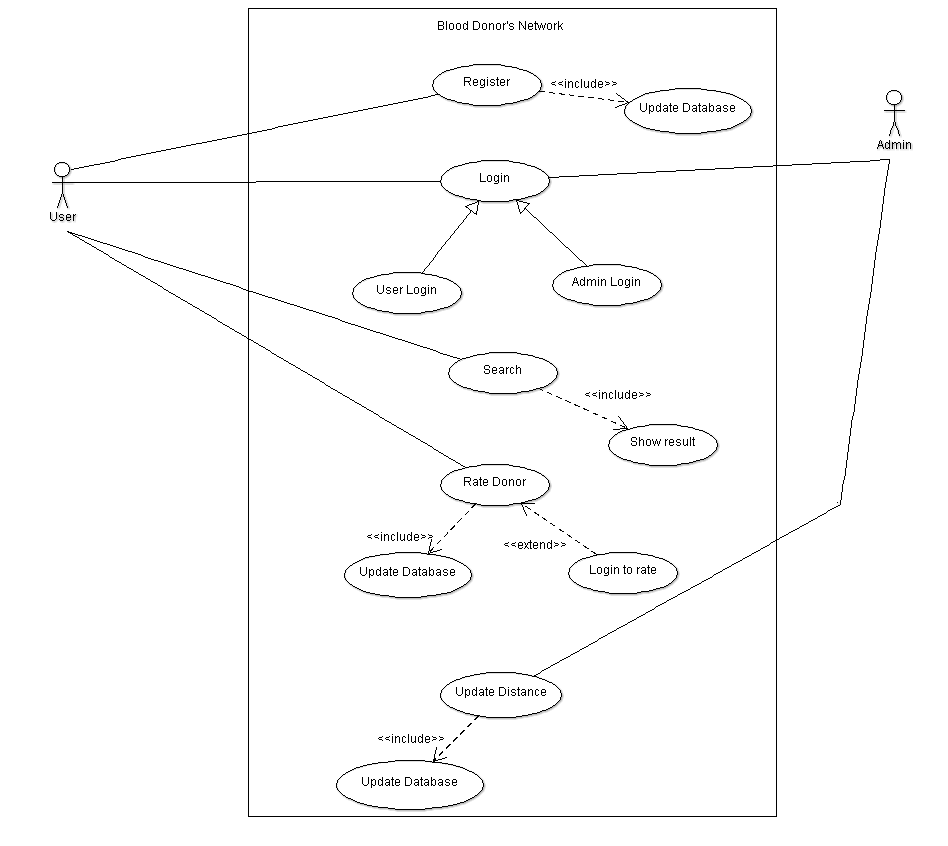 Blood Donor's Network
Register
<<include>>
Update Database
Admin
Login
User
User Login
Admin Login
Search
<<include>>
Show result
Rate Donor
<<include>>
<<extend>>
Update Database
Login to rate
Update Distance
<<include>>
Update Database